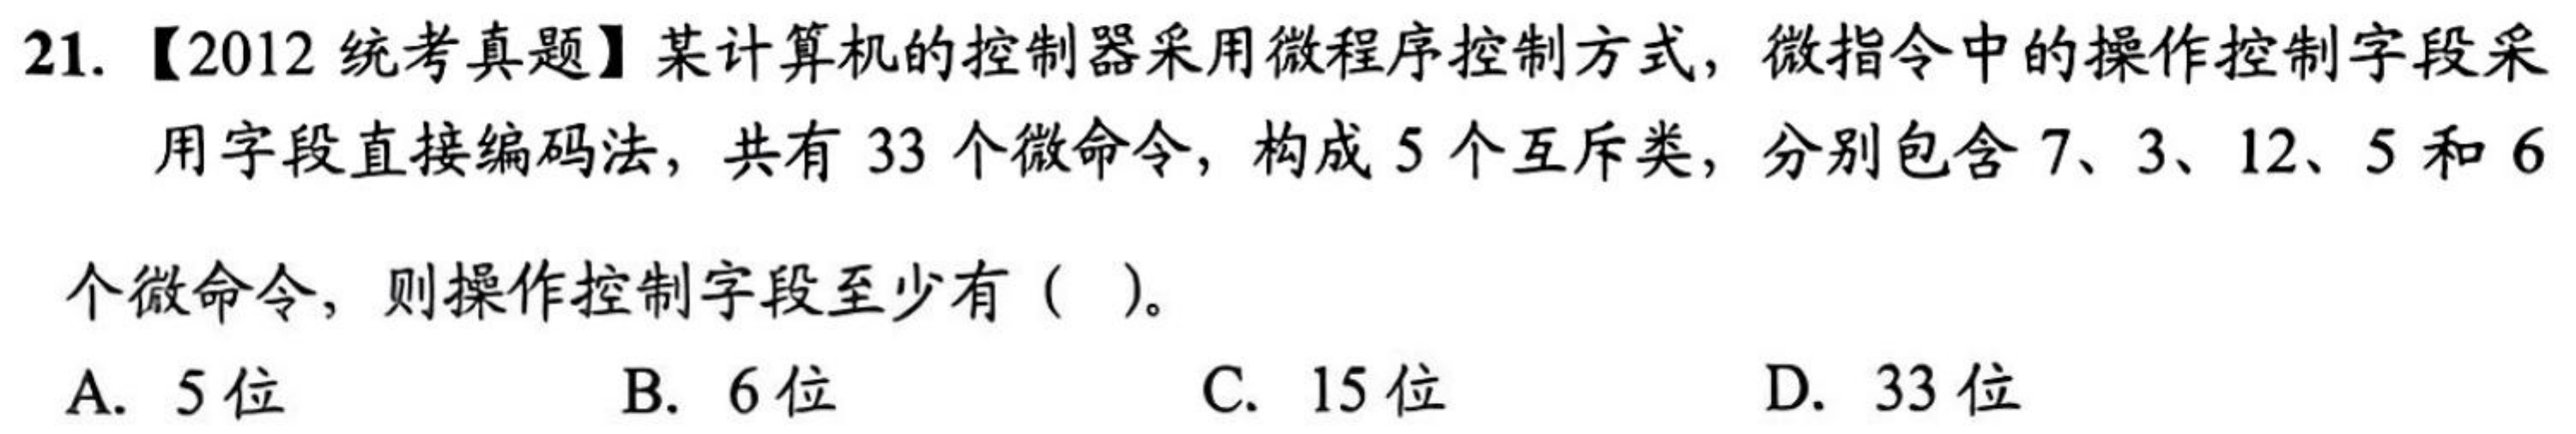 21.【2012 统考真题】某计算机的控制器采用微程序控制方式，微指令中的操作控制字段采
用字段直接编码法，共有 33 个微命令，构成 5 个互斥类，分别包含 7、3、12、5 和 6
个微命令，则操作控制字段至少有（ ）。
A. 5 位 B. 6 位 C. 15 位 D. 33 位